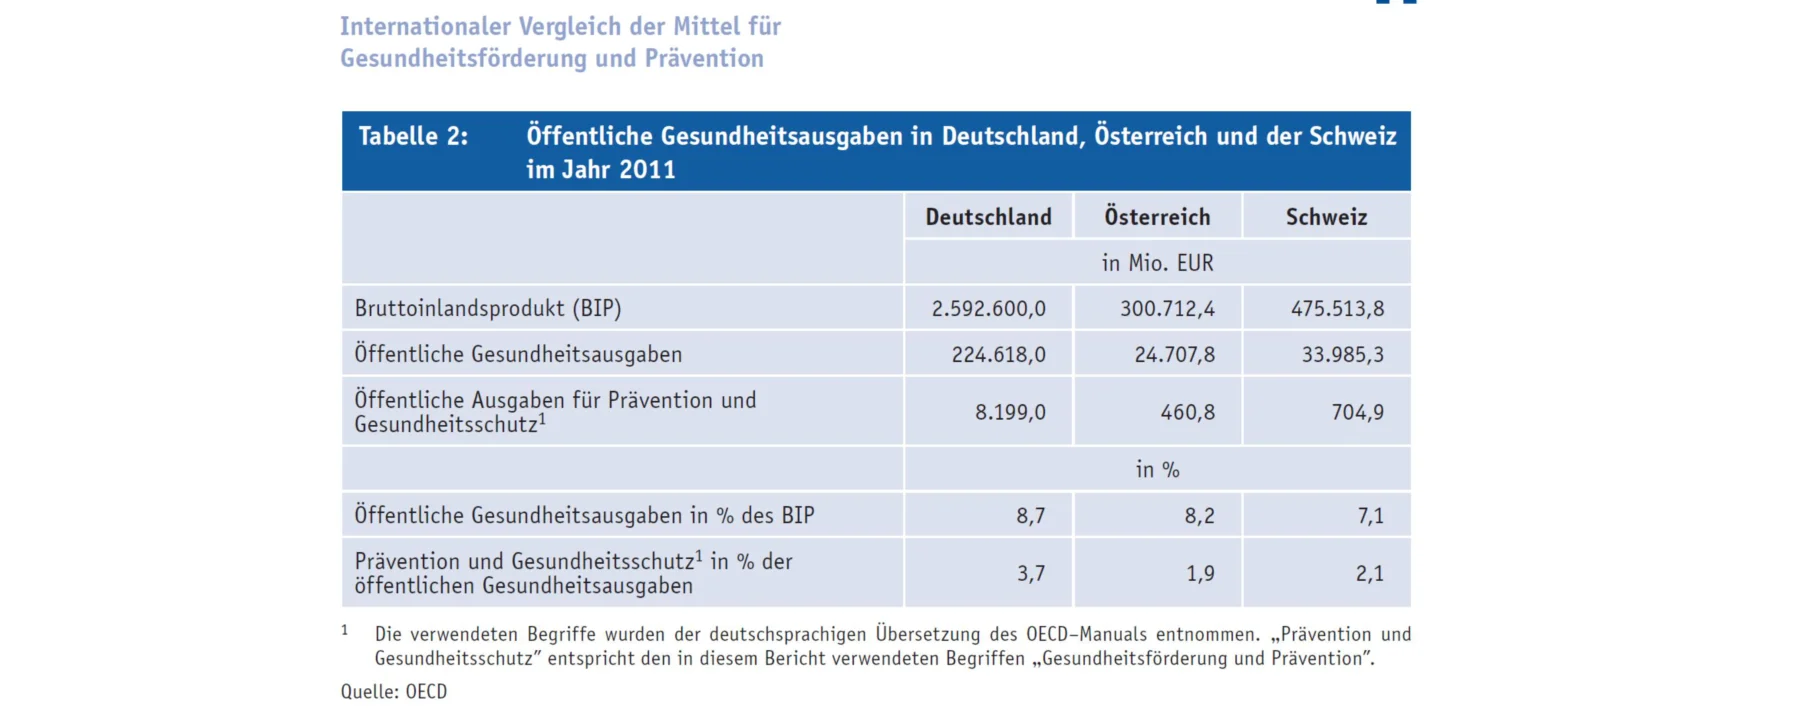 Internationaler Vergleich der Mittel für
Gesundheitsförderung und Prävention
Tabelle 2: Öffentliche Gesundheitsausgaben in Deutschland, Österreich und der Schweiz
im Jahr 2011
Deutschland Österreich Schweiz
in Mio. EUR
Bruttoinlandsprodukt (BIP) 2.592.600,0 300.712,4 475.513,8
Öffentliche Gesundheitsausgaben 224.618,0 24.707,8 33.985,3
Öffentliche Ausgaben für Prävention und
Gesundheitsschutz¹ 8.199,0 460,8 704,9
in %
Öffentliche Gesundheitsausgaben in % des BIP 8,7 8,2 7,1
Prävention und Gesundheitsschutz¹ in % der
öffentlichen Gesundheitsausgaben 3,7 1,9 2,1
¹ Die verwendeten Begriffe wurden der deutschsprachigen Übersetzung des OECD–Manuals entnommen. „Prävention und
Gesundheitsschutz” entspricht den in diesem Bericht verwendeten Begriffen „Gesundheitsförderung und Prävention”.
Quelle: OECD